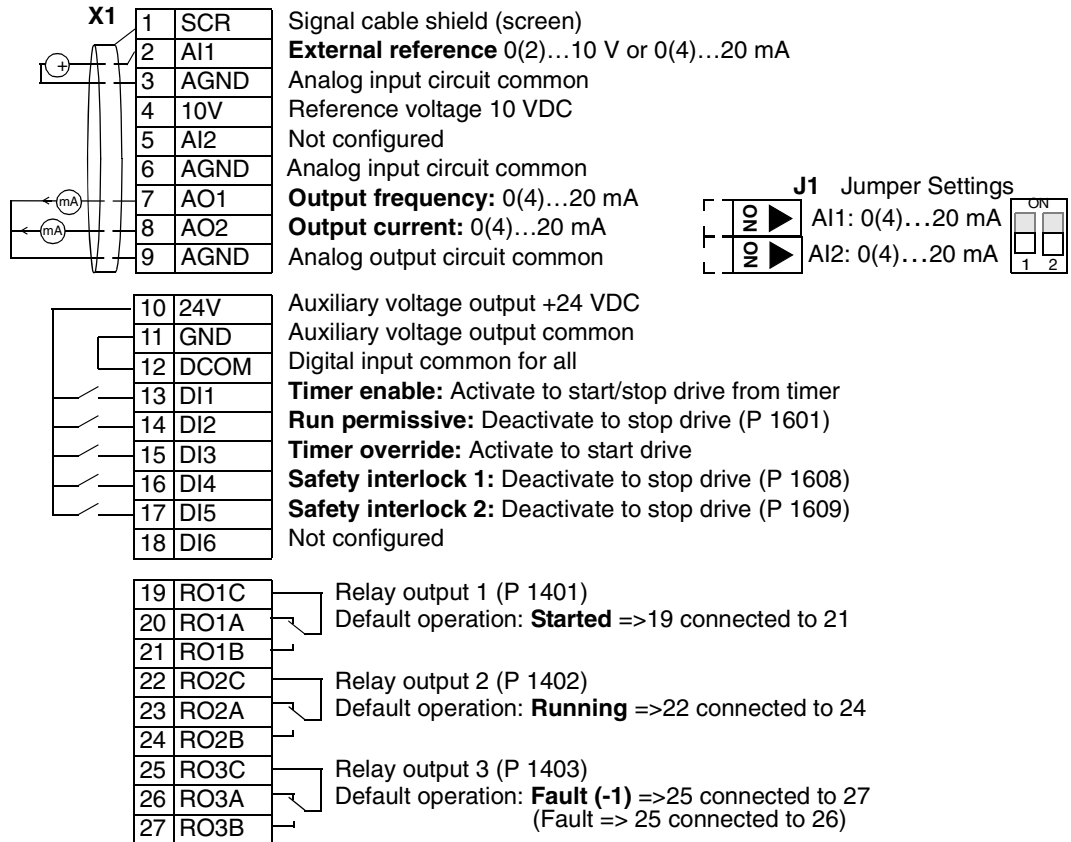 X1
1 SCR Signal cable shield (screen)
2 AI1 External reference 0(2)…10 V or 0(4)…20 mA
3 AGND Analog input circuit common
4 10V Reference voltage 10 VDC
5 AI2 Not configured
6 AGND Analog input circuit common
7 AO1 Output frequency: 0(4)…20 mA
8 AO2 Output current: 0(4)…20 mA
9 AGND Analog output circuit common
+
mA
mA
J1 Jumper Settings
ON AI1: 0(4)…20 mA
ON AI2: 0(4)…20 mA
ON
1 2
10 24V Auxiliary voltage output +24 VDC
11 GND Auxiliary voltage output common
12 DCOM Digital input common for all
13 DI1 Timer enable: Activate to start/stop drive from timer
14 DI2 Run permissive: Deactivate to stop drive (P 1601)
15 DI3 Timer override: Activate to start drive
16 DI4 Safety interlock 1: Deactivate to stop drive (P 1608)
17 DI5 Safety interlock 2: Deactivate to stop drive (P 1609)
18 DI6 Not configured
19 RO1C Relay output 1 (P 1401)
20 RO1A Default operation: Started =>19 connected to 21
21 RO1B
22 RO2C Relay output 2 (P 1402)
23 RO2A Default operation: Running =>22 connected to 24
24 RO2B
25 RO3C Relay output 3 (P 1403)
26 RO3A Default operation: Fault (-1) =>25 connected to 27
27 RO3B (Fault => 25 connected to 26)